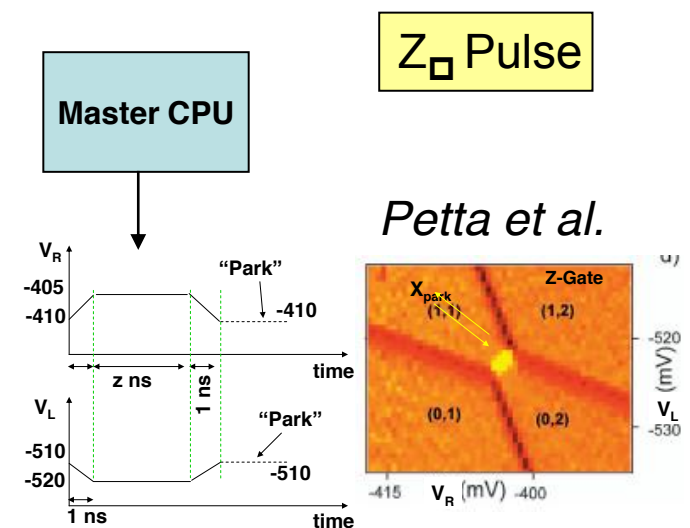 Z□ Pulse
Master CPU
Petta et al.
V_R
-405
-410
"Park"
-410
time
z ns
1 ns
V_L
-510
-520
"Park"
-510
1 ns
time
Z-Gate
X_park
(1,1)
(1,2)
(0,1)
(0,2)
-520
(mV)
V_L
-530
-415
V_R (mV)
-400